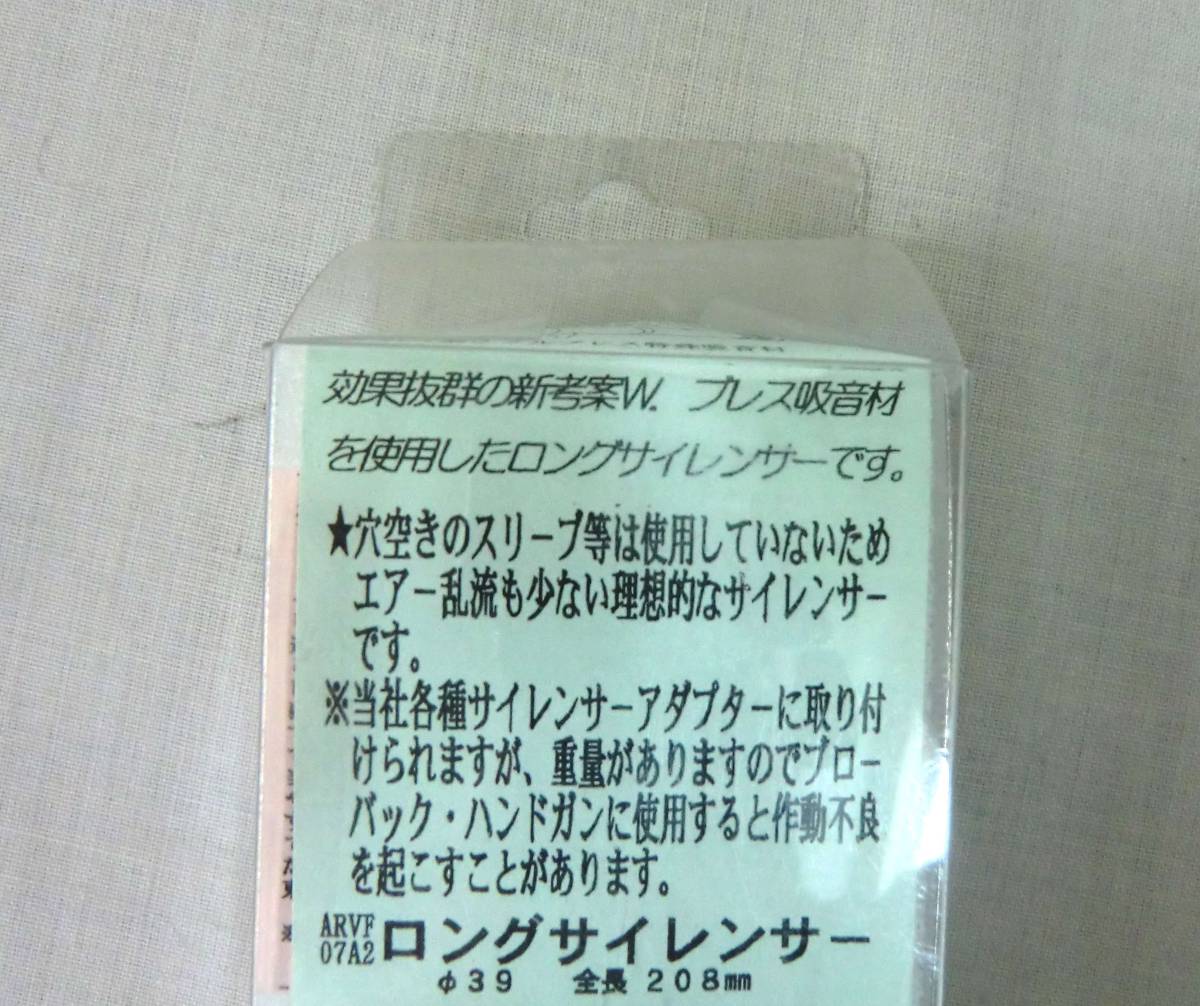 効果抜群の新考案W.プレス吸音材
を使用したロングサイレンサーです。
★穴空きのスリーブ等は使用していないため
エアー乱流も少ない理想的なサイレンサー
です。
※当社各種サイレンサーアダプターに取り付
けられますが、重量がありますのでブロー
バック・ハンドガンに使用すると作動不良
を起こすことがあります。
ARVF
07A2 ロングサイレンサー
φ39 全長 208mm